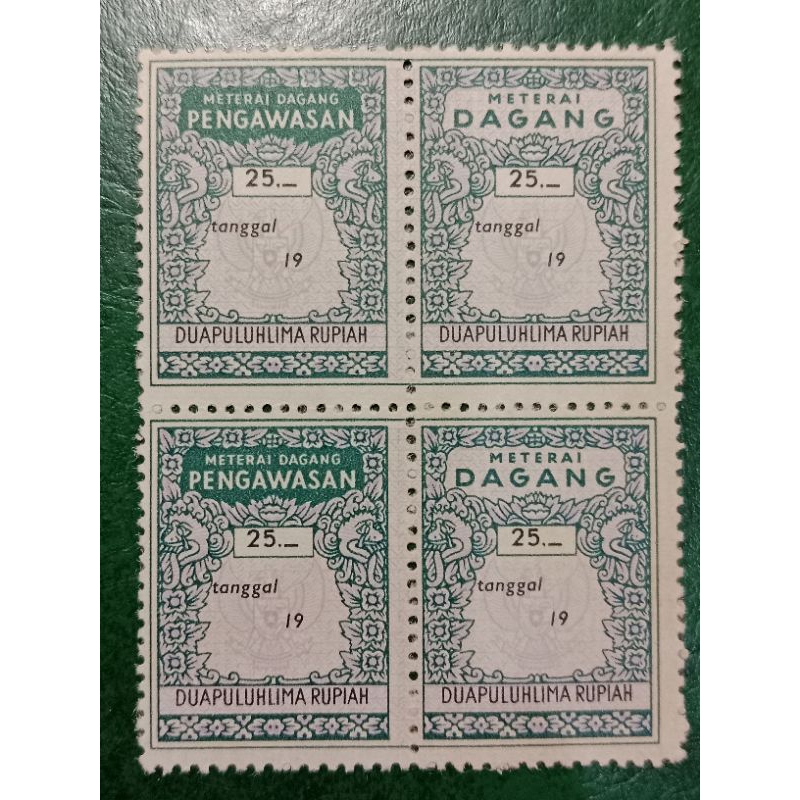 METERAI DAGANG
PENGAWASAN
25.—
tanggal
19
DUAPULUHLIMA RUPIAH
METERAI
DAGANG
25.—
tanggal
19
DUAPULUHLIMA RUPIAH
METERAI DAGANG
PENGAWASAN
25.—
tanggal
19
DUAPULUHLIMA RUPIAH
METERAI
DAGANG
25.—
tanggal
19
DUAPULUHLIMA RUPIAH